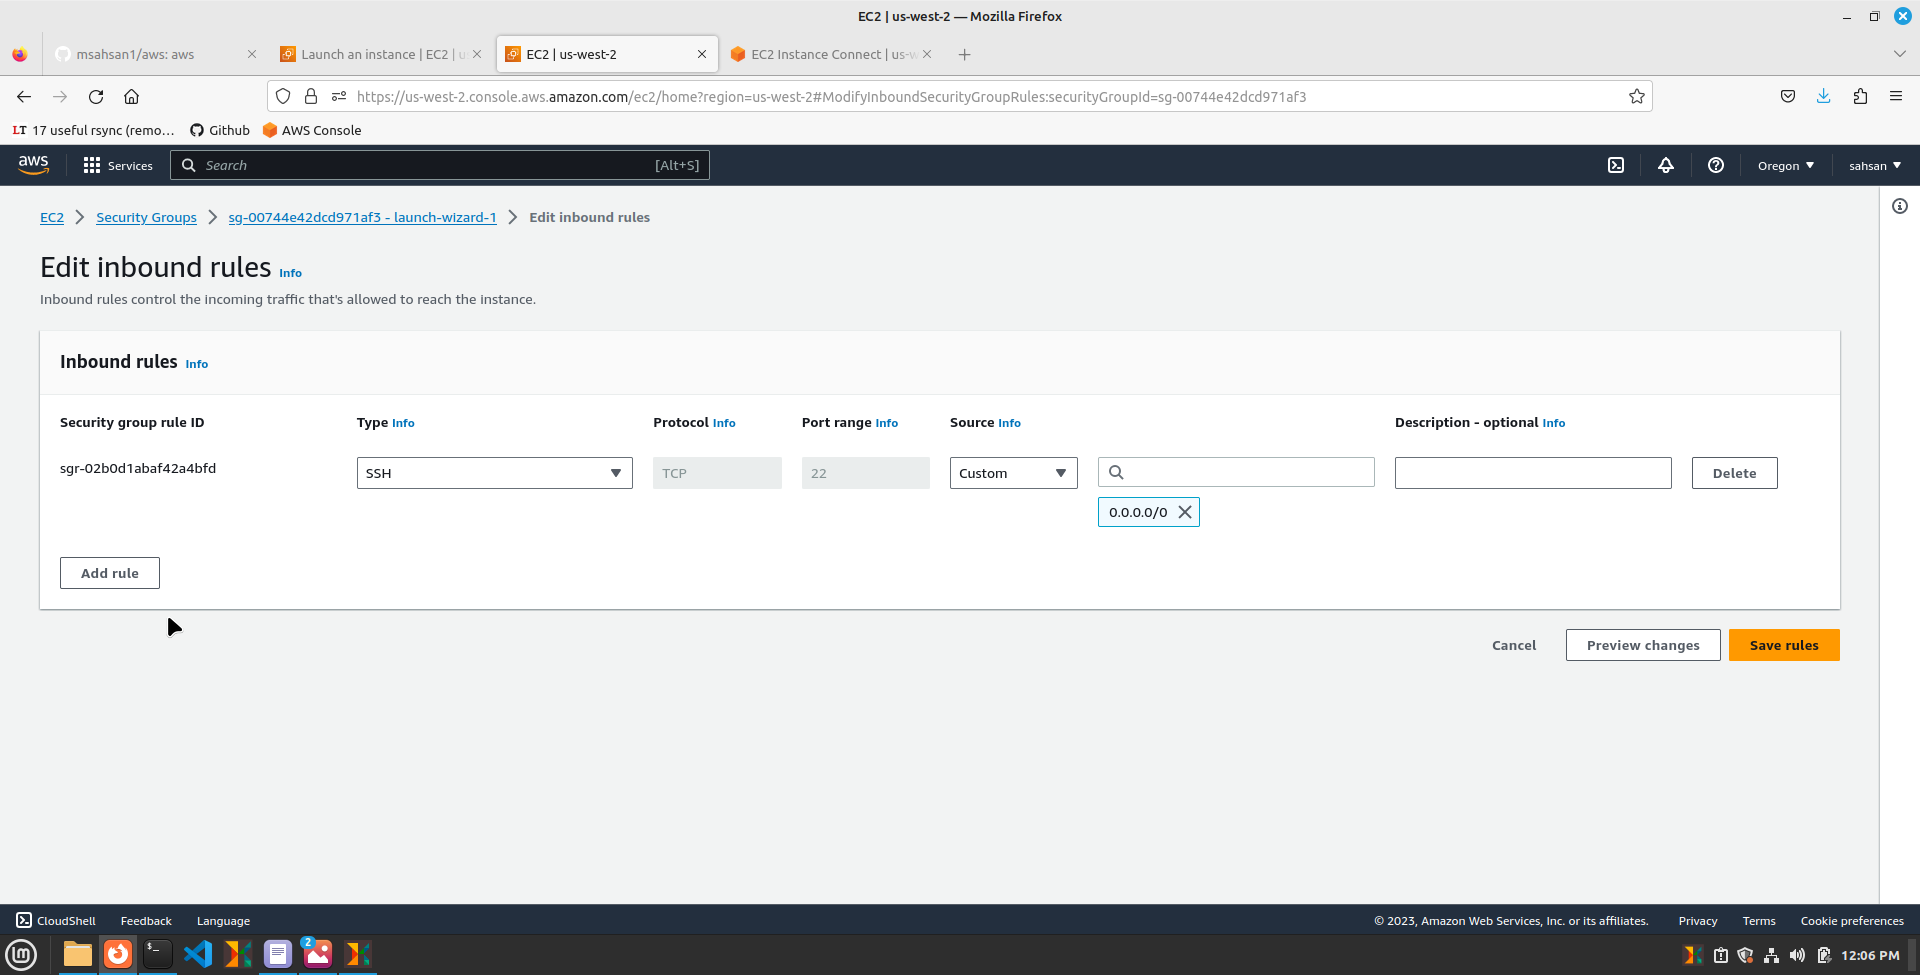 EC2 | us-west-2 — Mozilla Firefox
msahsan1/aws: aws
Launch an instance | EC2 | u
EC2 | us-west-2
EC2 Instance Connect | us-w
https://us-west-2.console.aws.amazon.com/ec2/home?region=us-west-2#ModifyInboundSecurityGroupRules:securityGroupId=sg-00744e42dcd971af3
LT 17 useful rsync (remo… Github AWS Console
aws Services Search [Alt+S] Oregon sahsan
EC2 Security Groups sg-00744e42dcd971af3 - launch-wizard-1 Edit inbound rules
Edit inbound rules Info
Inbound rules control the incoming traffic that's allowed to reach the instance.
Inbound rules Info
Security group rule ID Type Info Protocol Info Port range Info Source Info Description - optional Info
sgr-02b0d1abaf42a4bfd SSH TCP 22 Custom Delete
0.0.0.0/0
Add rule
Cancel Preview changes Save rules
CloudShell Feedback Language © 2023, Amazon Web Services, Inc. or its affiliates. Privacy Terms Cookie preferences
2
12:06 PM